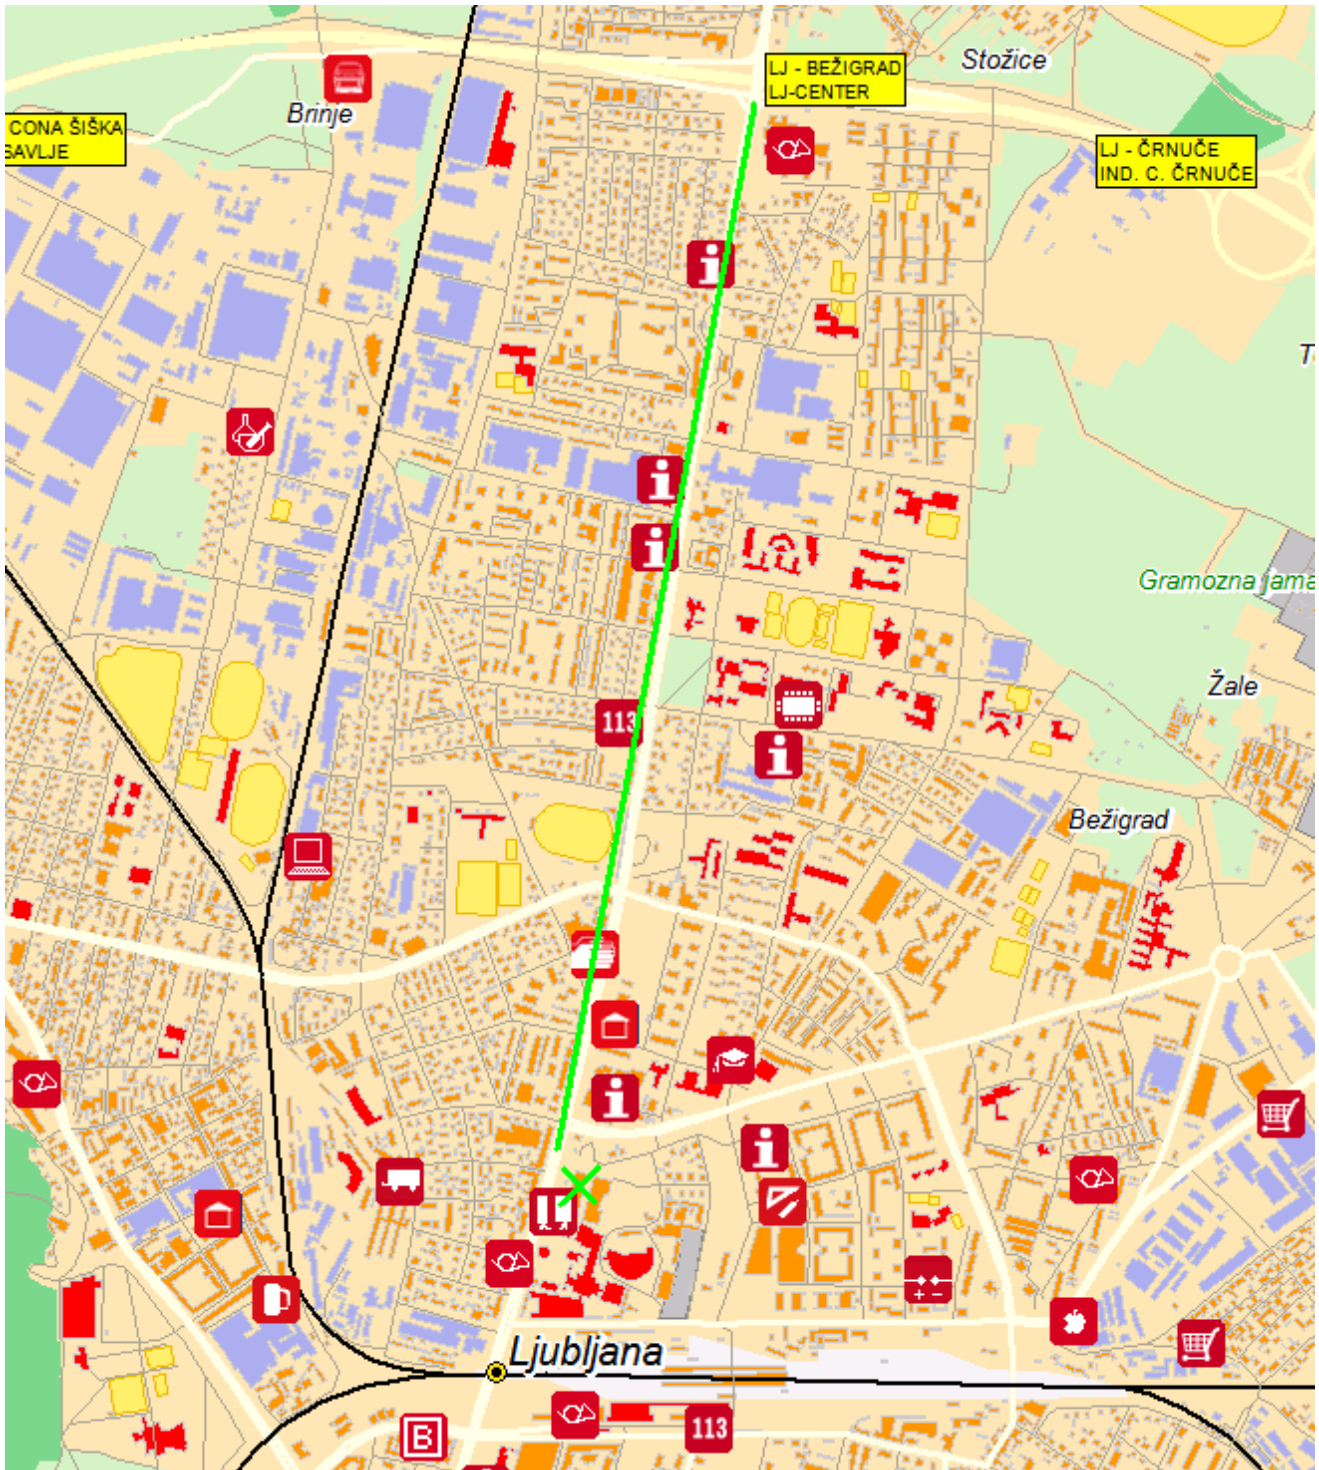 Stožice
LJ - BEŽIGRAD
LJ-CENTER
Brinje
CONA ŠIŠKA
SAVLJE
LJ - ČRNUČE
IND. C. ČRNUČE
Gramozna jama
Žale
113
Bežigrad
Ljubljana
B
113